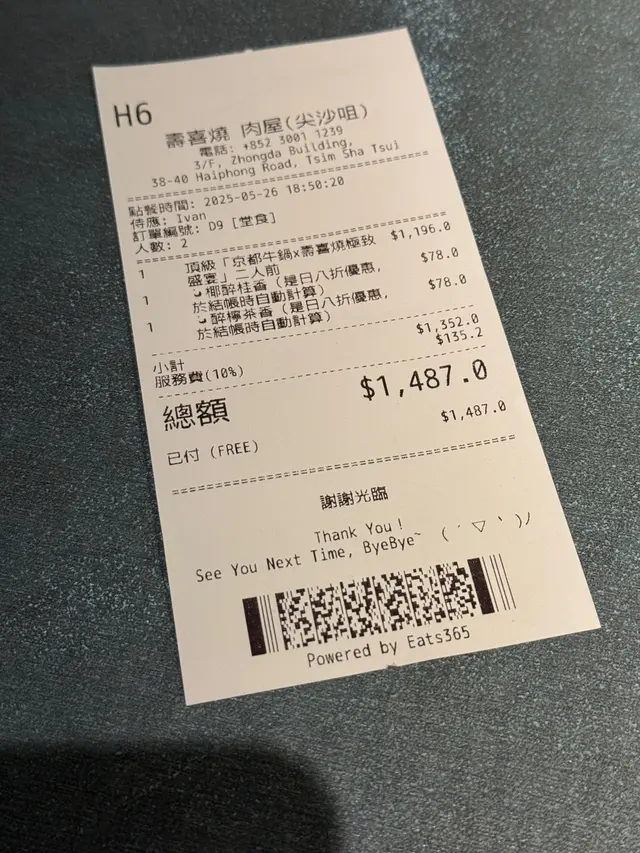 H6
壽喜燒 肉屋(尖沙咀)
電話: +852 3001 1239
3/F, Zhongda Building,
38-40 Haiphong Road, Tsim Sha Tsui
點餐時間: 2025-05-26 18:50:20
侍應: Ivan
訂單編號: D9 [堂食]
人數: 2
1 頂級「京都牛鍋x壽喜燒極致 $1,196.0
盛宴」二人前
1 椰醉桂香 (是日八折優惠, $78.0
於結帳時自動計算)
1 醉檸茶香 (是日八折優惠, $78.0
於結帳時自動計算)
小計 $1,352.0
服務費(10%) $135.2
總額 $1,487.0
已付 (FREE) $1,487.0
謝謝光臨
Thank You !
See You Next Time, ByeBye~ ( ˊ ▽ ˋ )ﾉ
Powered by Eats365